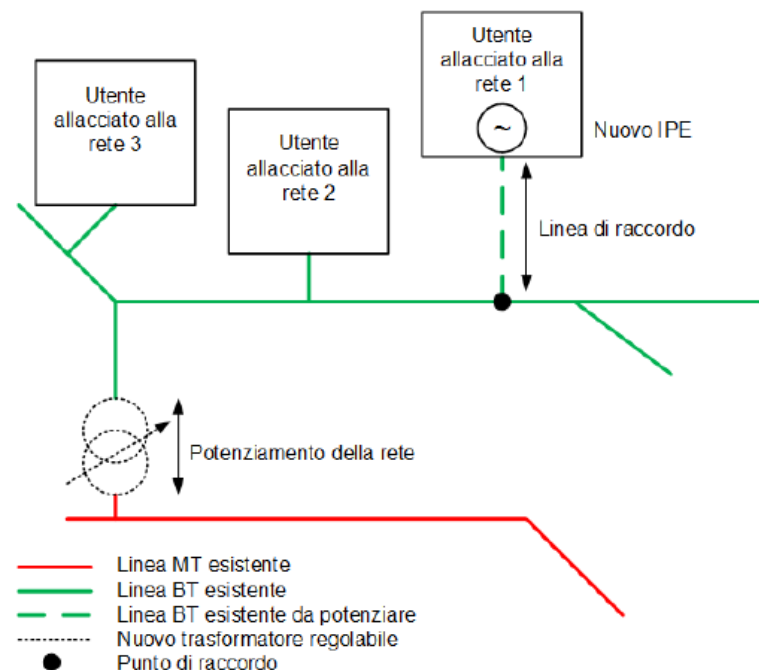 Utente
allacciato alla
rete 1
~
Nuovo IPE
Utente
allacciato alla
rete 3
Utente
allacciato alla
rete 2
Linea di raccordo
Potenziamento della rete
Linea MT esistente
Linea BT esistente
Linea BT esistente da potenziare
Nuovo trasformatore regolabile
Punto di raccordo